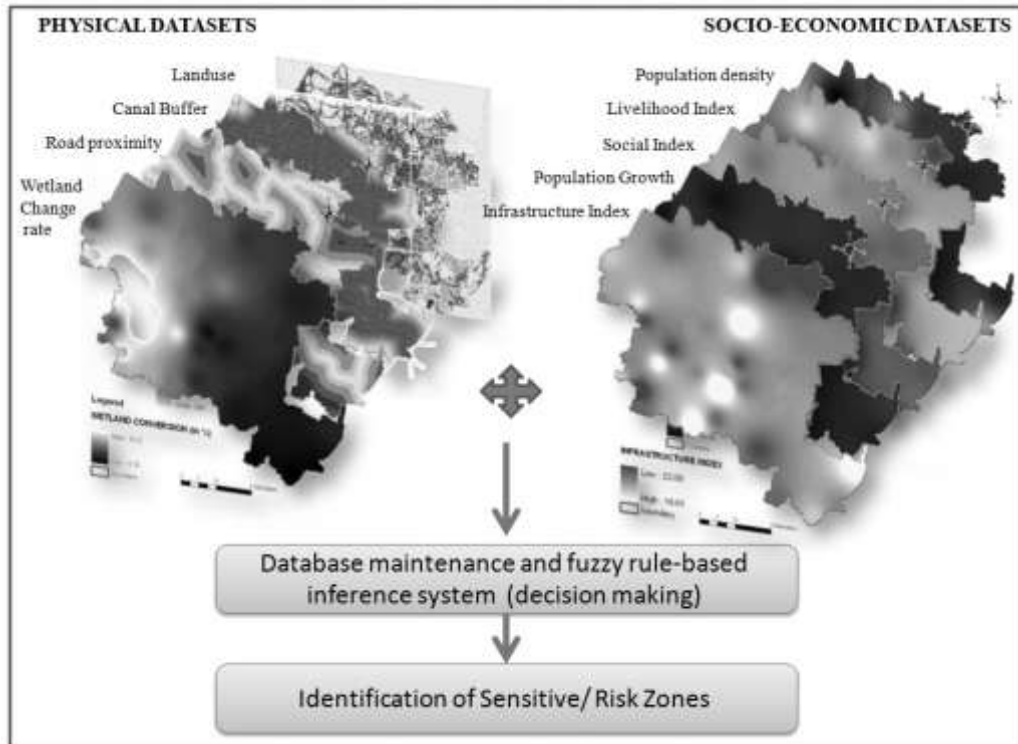 PHYSICAL DATASETS
Landuse
Canal Buffer
Road proximity
Wetland
Change
rate
Legend
WETLAND CONVERSION (in %)
SOCIO-ECONOMIC DATASETS
Population density
Livelihood Index
Social Index
Population Growth
Infrastructure Index
INFRASTRUCTURE INDEX
Database maintenance and fuzzy rule-based
inference system (decision making)
Identification of Sensitive/ Risk Zones